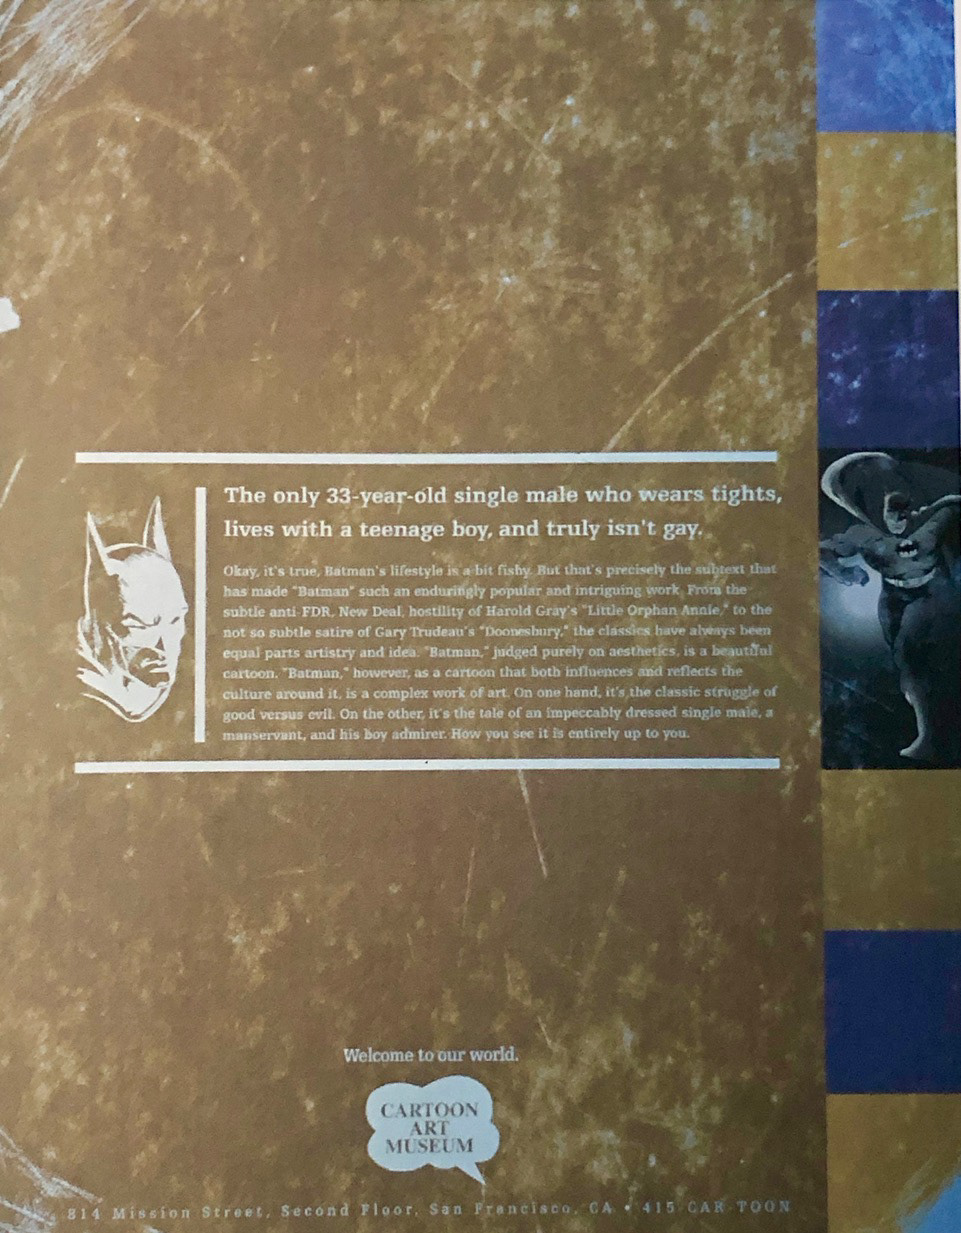 The only 33-year-old single male who wears tights,
lives with a teenage boy, and truly isn't gay.
Okay, it's true, Batman's lifestyle is a bit fishy. But that's precisely the subtext that
has made "Batman" such an enduringly popular and intriguing work. From the
subtle anti-FDR, New Deal, hostility of Harold Gray's "Little Orphan Annie," to the
not so subtle satire of Gary Trudeau's "Doonesbury," the classics have always been
equal parts artistry and idea. "Batman," judged purely on aesthetics, is a beautiful
cartoon. "Batman," however, as a cartoon that both influences and reflects the
culture around it, is a complex work of art. On one hand, it's the classic struggle of
good versus evil. On the other, it's the tale of an impeccably dressed single male, a
manservant, and his boy admirer. How you see it is entirely up to you.
Welcome to our world.
CARTOON
ART
MUSEUM
814 Mission Street, Second Floor, San Francisco, CA • 415-CAR-TOON